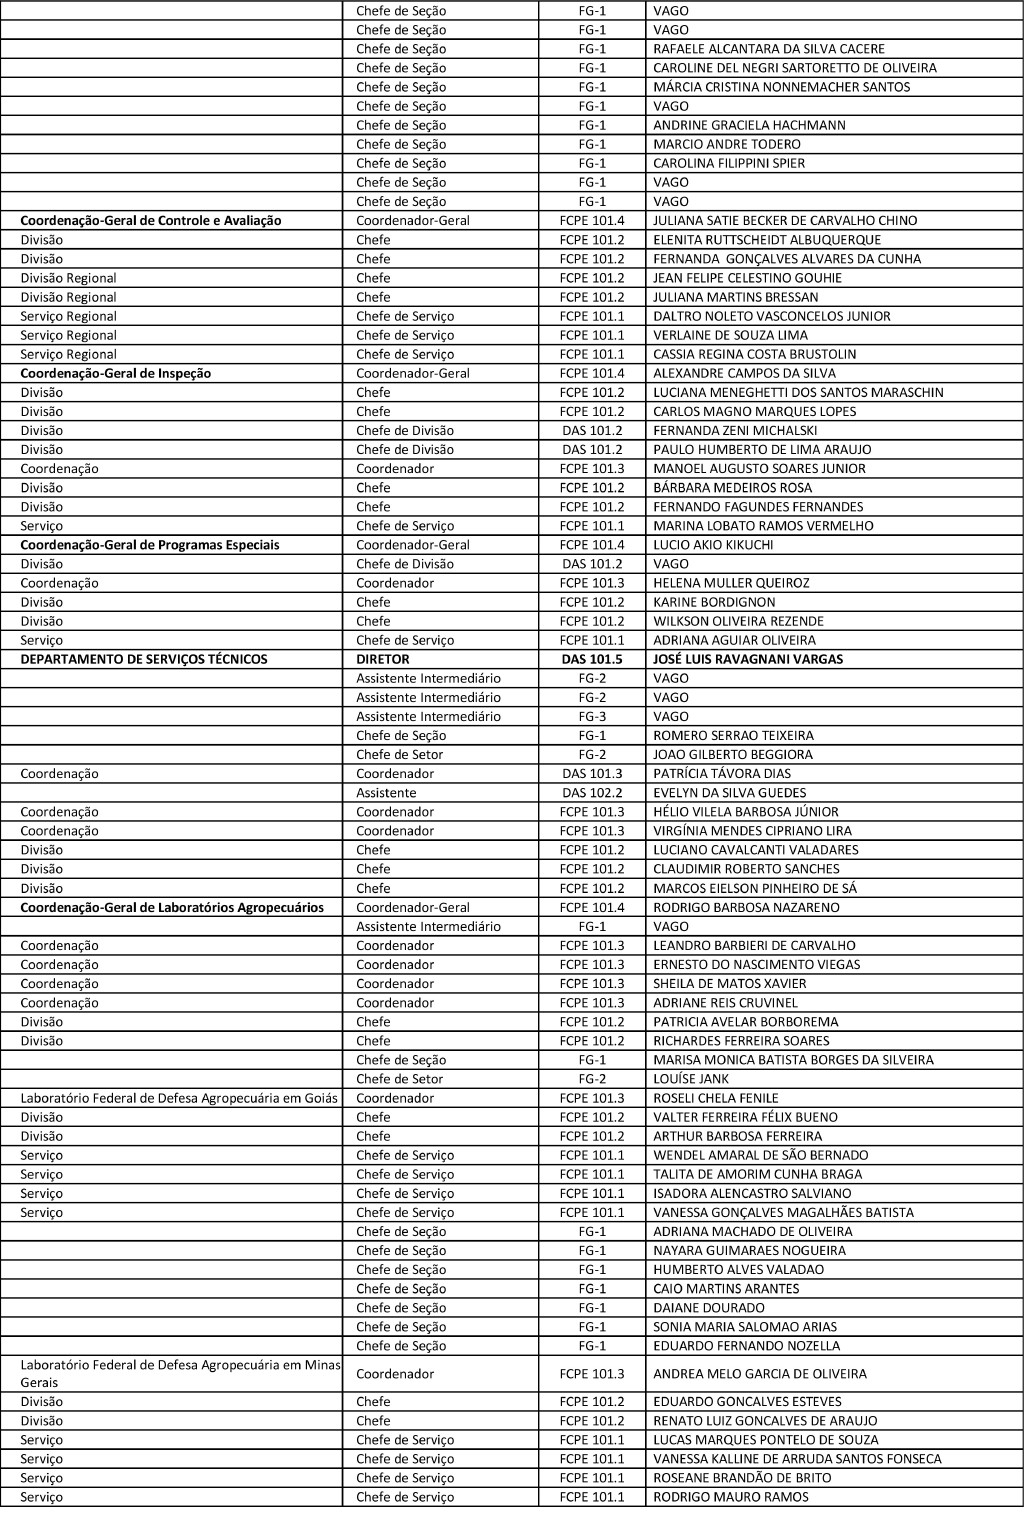 Chefe de Seção FG-1 VAGO
Chefe de Seção FG-1 VAGO
Chefe de Seção FG-1 RAFAELE ALCANTARA DA SILVA CACERE
Chefe de Seção FG-1 CAROLINE DEL NEGRI SARTORETTO DE OLIVEIRA
Chefe de Seção FG-1 MÁRCIA CRISTINA NONNEMACHER SANTOS
Chefe de Seção FG-1 VAGO
Chefe de Seção FG-1 ANDRINE GRACIELA HACHMANN
Chefe de Seção FG-1 MARCIO ANDRE TODERO
Chefe de Seção FG-1 CAROLINA FILIPPINI SPIER
Chefe de Seção FG-1 VAGO
Chefe de Seção FG-1 VAGO
Coordenação-Geral de Controle e Avaliação Coordenador-Geral FCPE 101.4 JULIANA SATIE BECKER DE CARVALHO CHINO
Divisão Chefe FCPE 101.2 ELENITA RUTTSCHEIDT ALBUQUERQUE
Divisão Chefe FCPE 101.2 FERNANDA GONÇALVES ALVARES DA CUNHA
Divisão Regional Chefe FCPE 101.2 JEAN FELIPE CELESTINO GOUHIE
Divisão Regional Chefe FCPE 101.2 JULIANA MARTINS BRESSAN
Serviço Regional Chefe de Serviço FCPE 101.1 DALTRO NOLETO VASCONCELOS JUNIOR
Serviço Regional Chefe de Serviço FCPE 101.1 VERLAINE DE SOUZA LIMA
Serviço Regional Chefe de Serviço FCPE 101.1 CASSIA REGINA COSTA BRUSTOLIN
Coordenação-Geral de Inspeção Coordenador-Geral FCPE 101.4 ALEXANDRE CAMPOS DA SILVA
Divisão Chefe FCPE 101.2 LUCIANA MENEGHETTI DOS SANTOS MARASCHIN
Divisão Chefe FCPE 101.2 CARLOS MAGNO MARQUES LOPES
Divisão Chefe de Divisão DAS 101.2 FERNANDA ZENI MICHALSKI
Divisão Chefe de Divisão DAS 101.2 PAULO HUMBERTO DE LIMA ARAUJO
Coordenação Coordenador FCPE 101.3 MANOEL AUGUSTO SOARES JUNIOR
Divisão Chefe FCPE 101.2 BÁRBARA MEDEIROS ROSA
Divisão Chefe FCPE 101.2 FERNANDO FAGUNDES FERNANDES
Serviço Chefe de Serviço FCPE 101.1 MARINA LOBATO RAMOS VERMELHO
Coordenação-Geral de Programas Especiais Coordenador-Geral FCPE 101.4 LUCIO AKIO KIKUCHI
Divisão Chefe de Divisão DAS 101.2 VAGO
Coordenação Coordenador FCPE 101.3 HELENA MULLER QUEIROZ
Divisão Chefe FCPE 101.2 KARINE BORDIGNON
Divisão Chefe FCPE 101.2 WILKSON OLIVEIRA REZENDE
Serviço Chefe de Serviço FCPE 101.1 ADRIANA AGUIAR OLIVEIRA
DEPARTAMENTO DE SERVIÇOS TÉCNICOS DIRETOR DAS 101.5 JOSÉ LUIS RAVAGNANI VARGAS
Assistente Intermediário FG-2 VAGO
Assistente Intermediário FG-2 VAGO
Assistente Intermediário FG-3 VAGO
Chefe de Seção FG-1 ROMERO SERRAO TEIXEIRA
Chefe de Setor FG-2 JOAO GILBERTO BEGGIORA
Coordenação Coordenador DAS 101.3 PATRÍCIA TÁVORA DIAS
Assistente DAS 102.2 EVELYN DA SILVA GUEDES
Coordenação Coordenador FCPE 101.3 HÉLIO VILELA BARBOSA JÚNIOR
Coordenação Coordenador FCPE 101.3 VIRGÍNIA MENDES CIPRIANO LIRA
Divisão Chefe FCPE 101.2 LUCIANO CAVALCANTI VALADARES
Divisão Chefe FCPE 101.2 CLAUDIMIR ROBERTO SANCHES
Divisão Chefe FCPE 101.2 MARCOS EIELSON PINHEIRO DE SÁ
Coordenação-Geral de Laboratórios Agropecuários Coordenador-Geral FCPE 101.4 RODRIGO BARBOSA NAZARENO
Assistente Intermediário FG-1 VAGO
Coordenação Coordenador FCPE 101.3 LEANDRO BARBIERI DE CARVALHO
Coordenação Coordenador FCPE 101.3 ERNESTO DO NASCIMENTO VIEGAS
Coordenação Coordenador FCPE 101.3 SHEILA DE MATOS XAVIER
Coordenação Coordenador FCPE 101.3 ADRIANE REIS CRUVINEL
Divisão Chefe FCPE 101.2 PATRICIA AVELAR BORBOREMA
Divisão Chefe FCPE 101.2 RICHARDES FERREIRA SOARES
Chefe de Seção FG-1 MARISA MONICA BATISTA BORGES DA SILVEIRA
Chefe de Setor FG-2 LOUÍSE JANK
Laboratório Federal de Defesa Agropecuária em Goiás Coordenador FCPE 101.3 ROSELI CHELA FENILE
Divisão Chefe FCPE 101.2 VALTER FERREIRA FÉLIX BUENO
Divisão Chefe FCPE 101.2 ARTHUR BARBOSA FERREIRA
Serviço Chefe de Serviço FCPE 101.1 WENDEL AMARAL DE SÃO BERNADO
Serviço Chefe de Serviço FCPE 101.1 TALITA DE AMORIM CUNHA BRAGA
Serviço Chefe de Serviço FCPE 101.1 ISADORA ALENCASTRO SALVIANO
Serviço Chefe de Serviço FCPE 101.1 VANESSA GONÇALVES MAGALHÃES BATISTA
Chefe de Seção FG-1 ADRIANA MACHADO DE OLIVEIRA
Chefe de Seção FG-1 NAYARA GUIMARAES NOGUEIRA
Chefe de Seção FG-1 HUMBERTO ALVES VALADAO
Chefe de Seção FG-1 CAIO MARTINS ARANTES
Chefe de Seção FG-1 DAIANE DOURADO
Chefe de Seção FG-1 SONIA MARIA SALOMAO ARIAS
Chefe de Seção FG-1 EDUARDO FERNANDO NOZELLA
Laboratório Federal de Defesa Agropecuária em Minas
Gerais Coordenador FCPE 101.3 ANDREA MELO GARCIA DE OLIVEIRA
Divisão Chefe FCPE 101.2 EDUARDO GONCALVES ESTEVES
Divisão Chefe FCPE 101.2 RENATO LUIZ GONCALVES DE ARAUJO
Serviço Chefe de Serviço FCPE 101.1 LUCAS MARQUES PONTELO DE SOUZA
Serviço Chefe de Serviço FCPE 101.1 VANESSA KALLINE DE ARRUDA SANTOS FONSECA
Serviço Chefe de Serviço FCPE 101.1 ROSEANE BRANDÃO DE BRITO
Serviço Chefe de Serviço FCPE 101.1 RODRIGO MAURO RAMOS